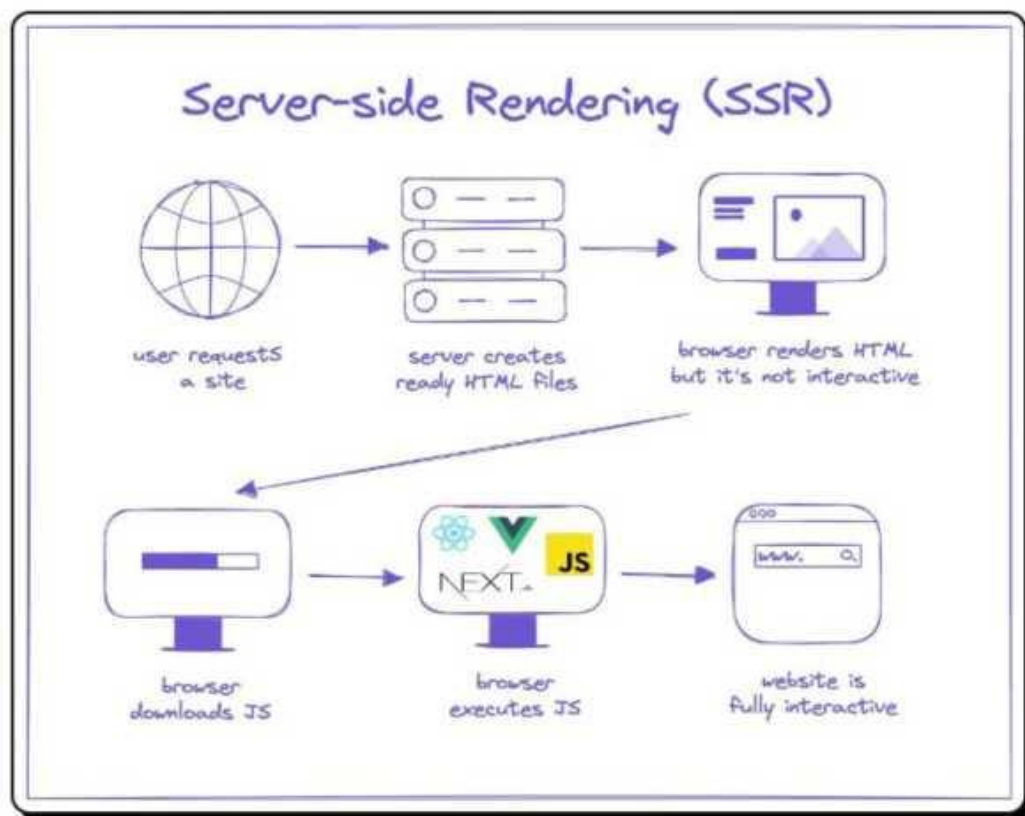 Server-side Rendering (SSR)
user requests
a site
server creates
ready HTML files
browser renders HTML
but it's not interactive
JS
NEXT.js
www.
browser
downloads JS
browser
executes JS
website is
fully interactive